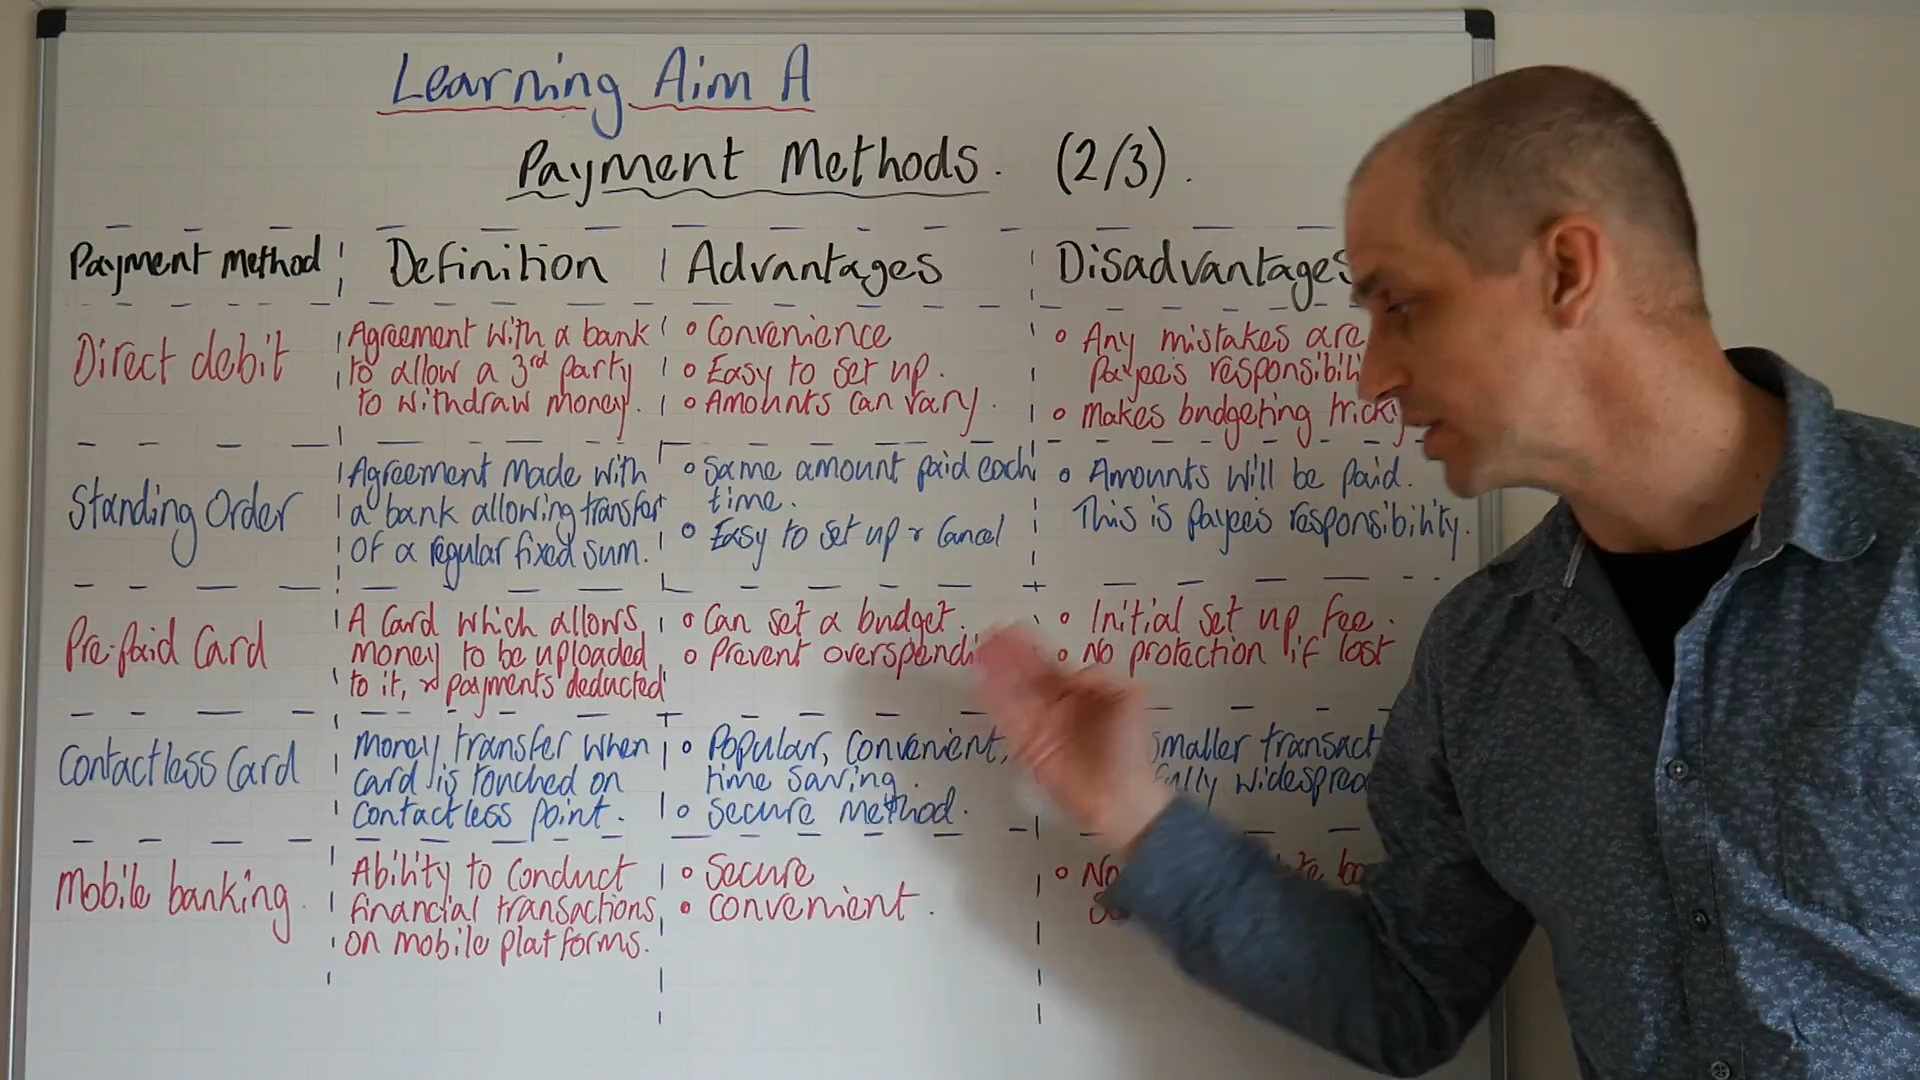 Learning Aim A
Payment Methods. (2/3).
Payment method
Definition
Advantages
Disadvantages
Direct debit
Agreement with a bank
to allow a 3rd party
to withdraw money.
Convenience
Easy to set up.
Amounts can vary.
Any mistakes are
Payee's
makes budgeting
Standing Order
Agreement made with
a bank allowing transfer
of a regular fixed sum.
same amount paid each
time.
Easy to set up & Cancel
Amounts will be paid.
This is payee's responsibility.
Pre-paid Card
A Card which allows
money to be uploaded
to it, & payments deducted
Can set a budget.
Prevent
Initial set up fee.
No protection if lost
Contactless Card
money transfer when
card is touched on
contactless point.
Popular, convenient,
time saving.
Secure method.
smaller
Mobile banking.
Ability to conduct
financial transactions
on mobile platforms.
Secure
convenient.